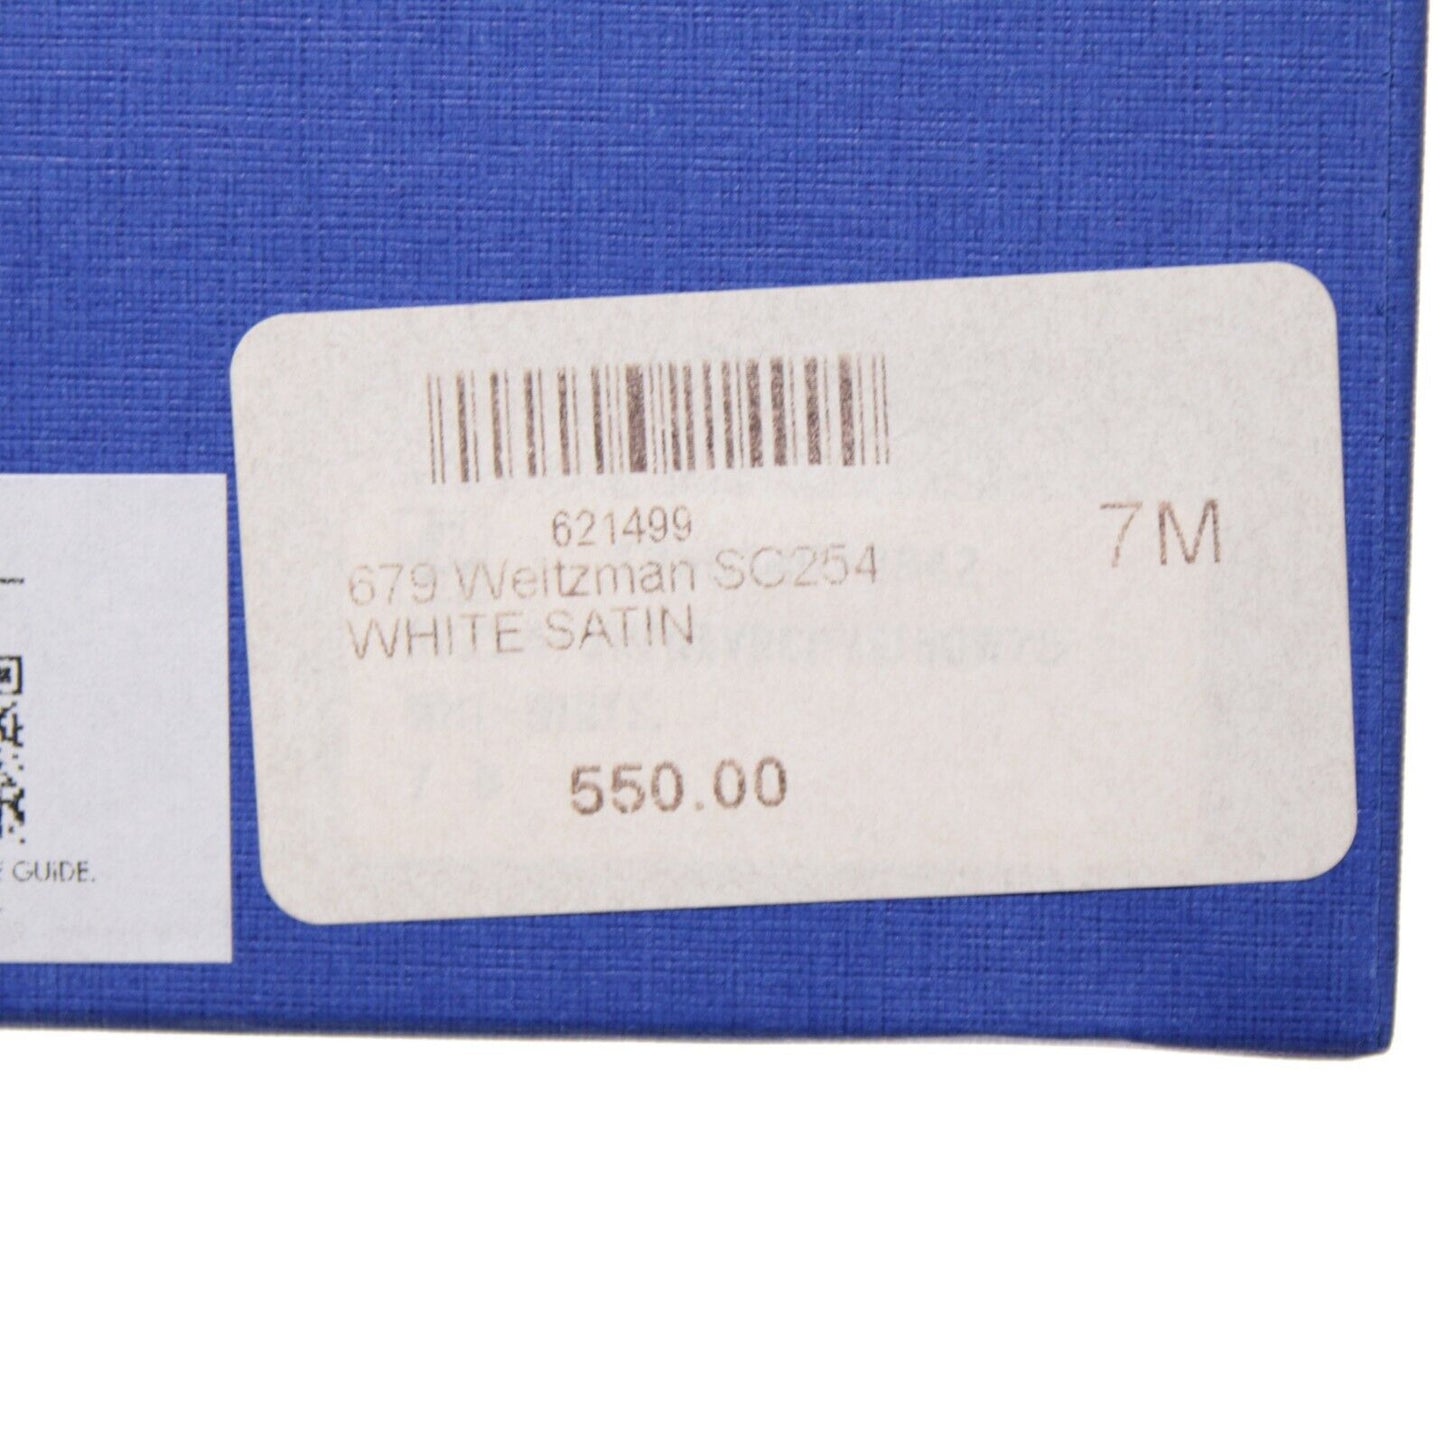 621499
7M
679 Weitzman SC254
WHITE SATIN
550.00
GUIDE.